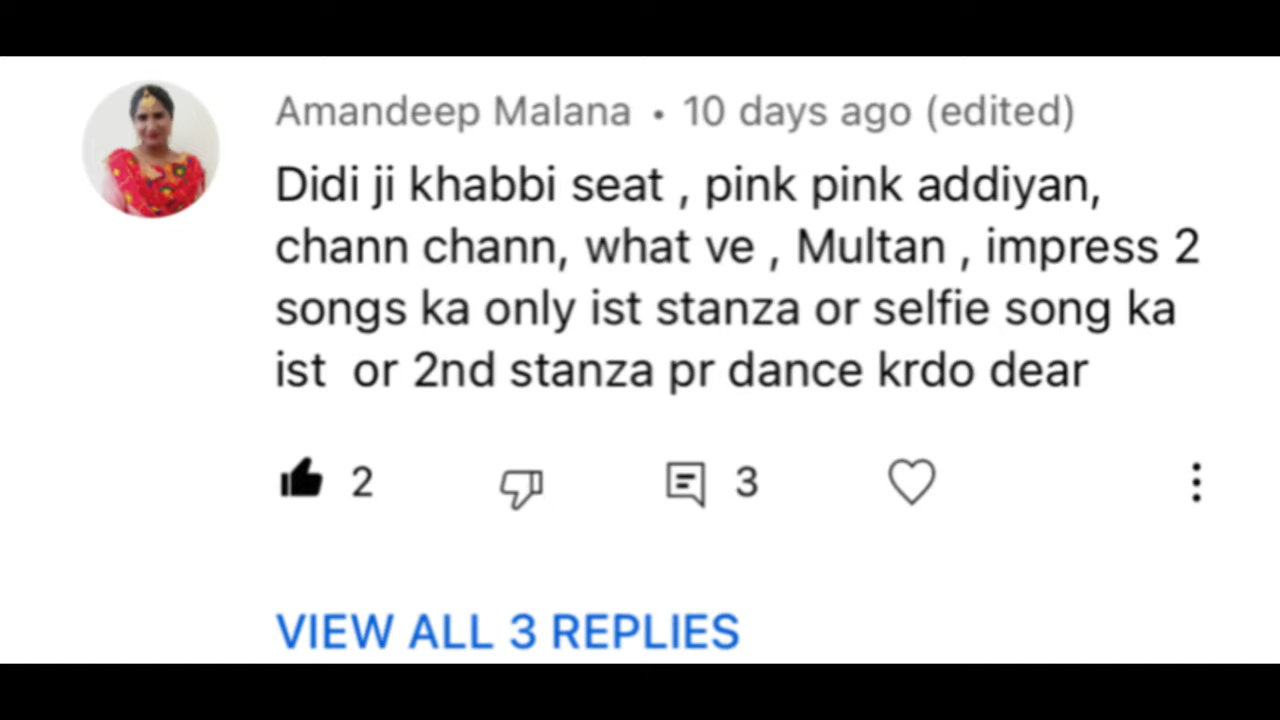 Amandeep Malana • 10 days ago (edited)
Didi ji khabbi seat , pink pink addiyan,
chann chann, what ve , Multan , impress 2
songs ka only ist stanza or selfie song ka
ist  or 2nd stanza pr dance krdo dear
2 3
VIEW ALL 3 REPLIES